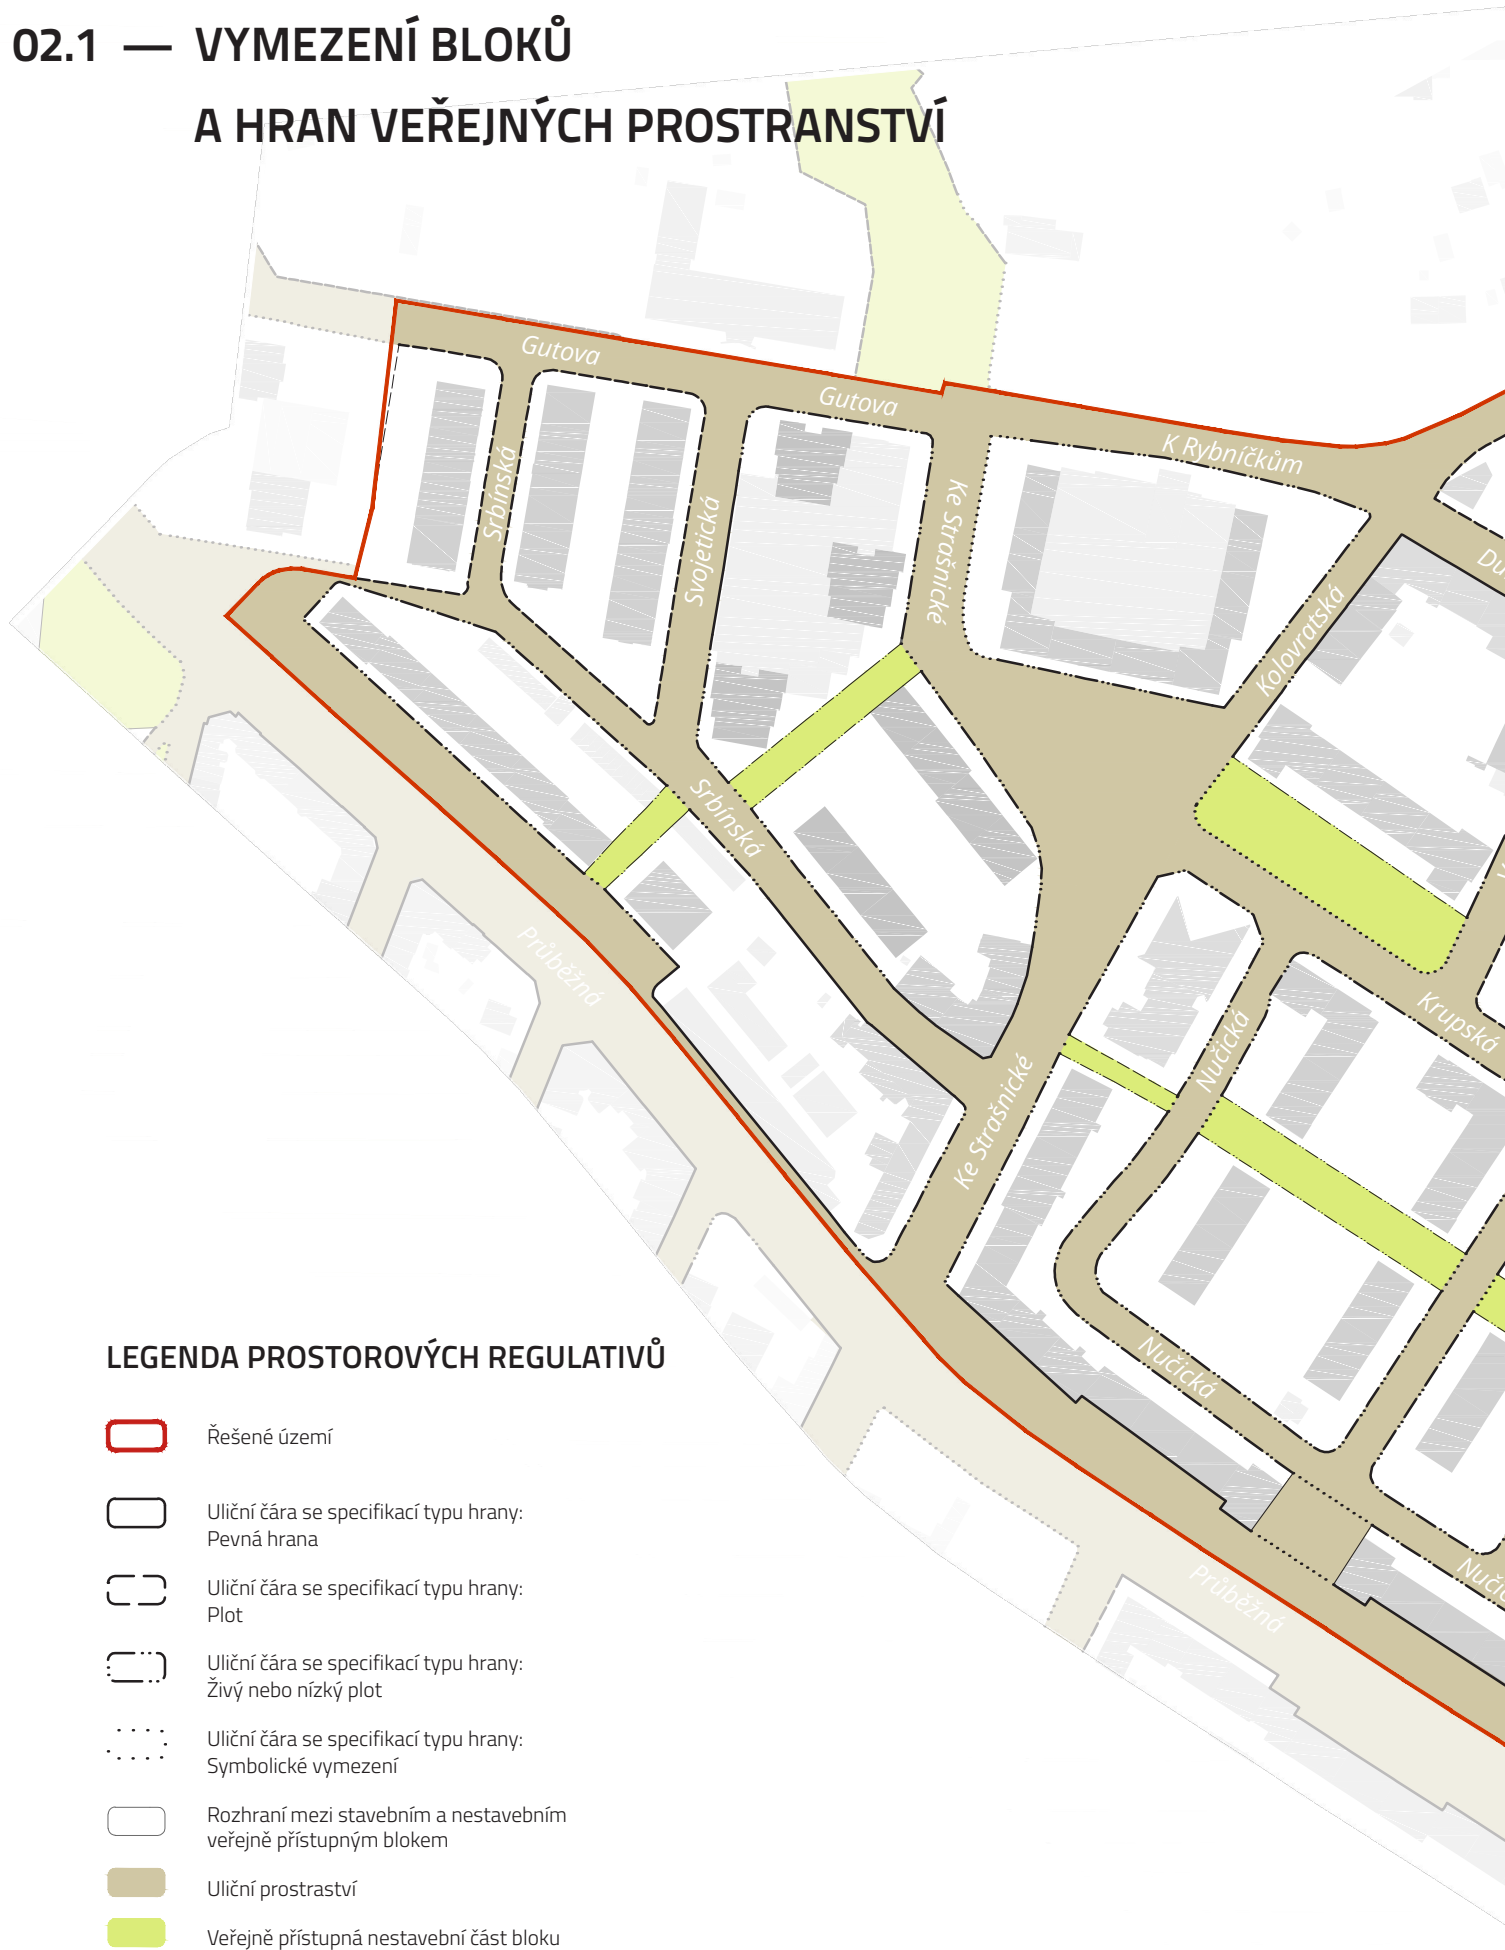 02.1 — VYMEZENÍ BLOKŮ
A HRAN VEŘEJNÝCH PROSTRANSTVÍ
Gutova
Gutova
K Rybníčkům
Srbínská
Svojetická
Ke Strašnické
Kolovratská
Srbínská
Průběžná
Krupská
Nučická
Ke Strašnické
Nučická
Průběžná
LEGENDA PROSTOROVÝCH REGULATIVŮ
Řešené území
Uliční čára se specifikací typu hrany:
Pevná hrana
Uliční čára se specifikací typu hrany:
Plot
Uliční čára se specifikací typu hrany:
Živý nebo nízký plot
Uliční čára se specifikací typu hrany:
Symbolické vymezení
Rozhraní mezi stavebním a nestavebním
veřejně přístupným blokem
Uliční prostraství
Veřejně přístupná nestavební část bloku